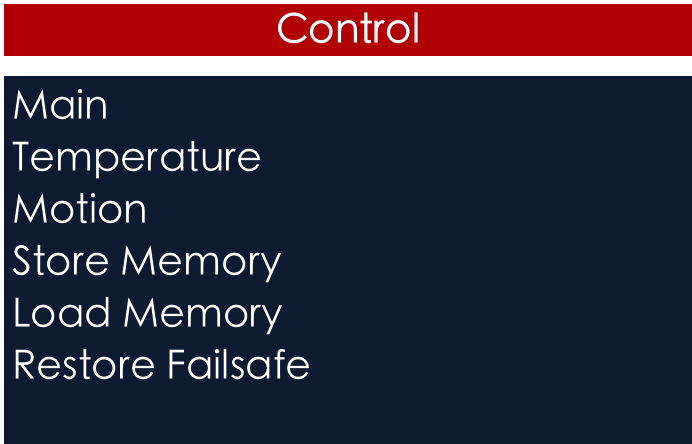 Control
Main
Temperature
Motion
Store Memory
Load Memory
Restore Failsafe